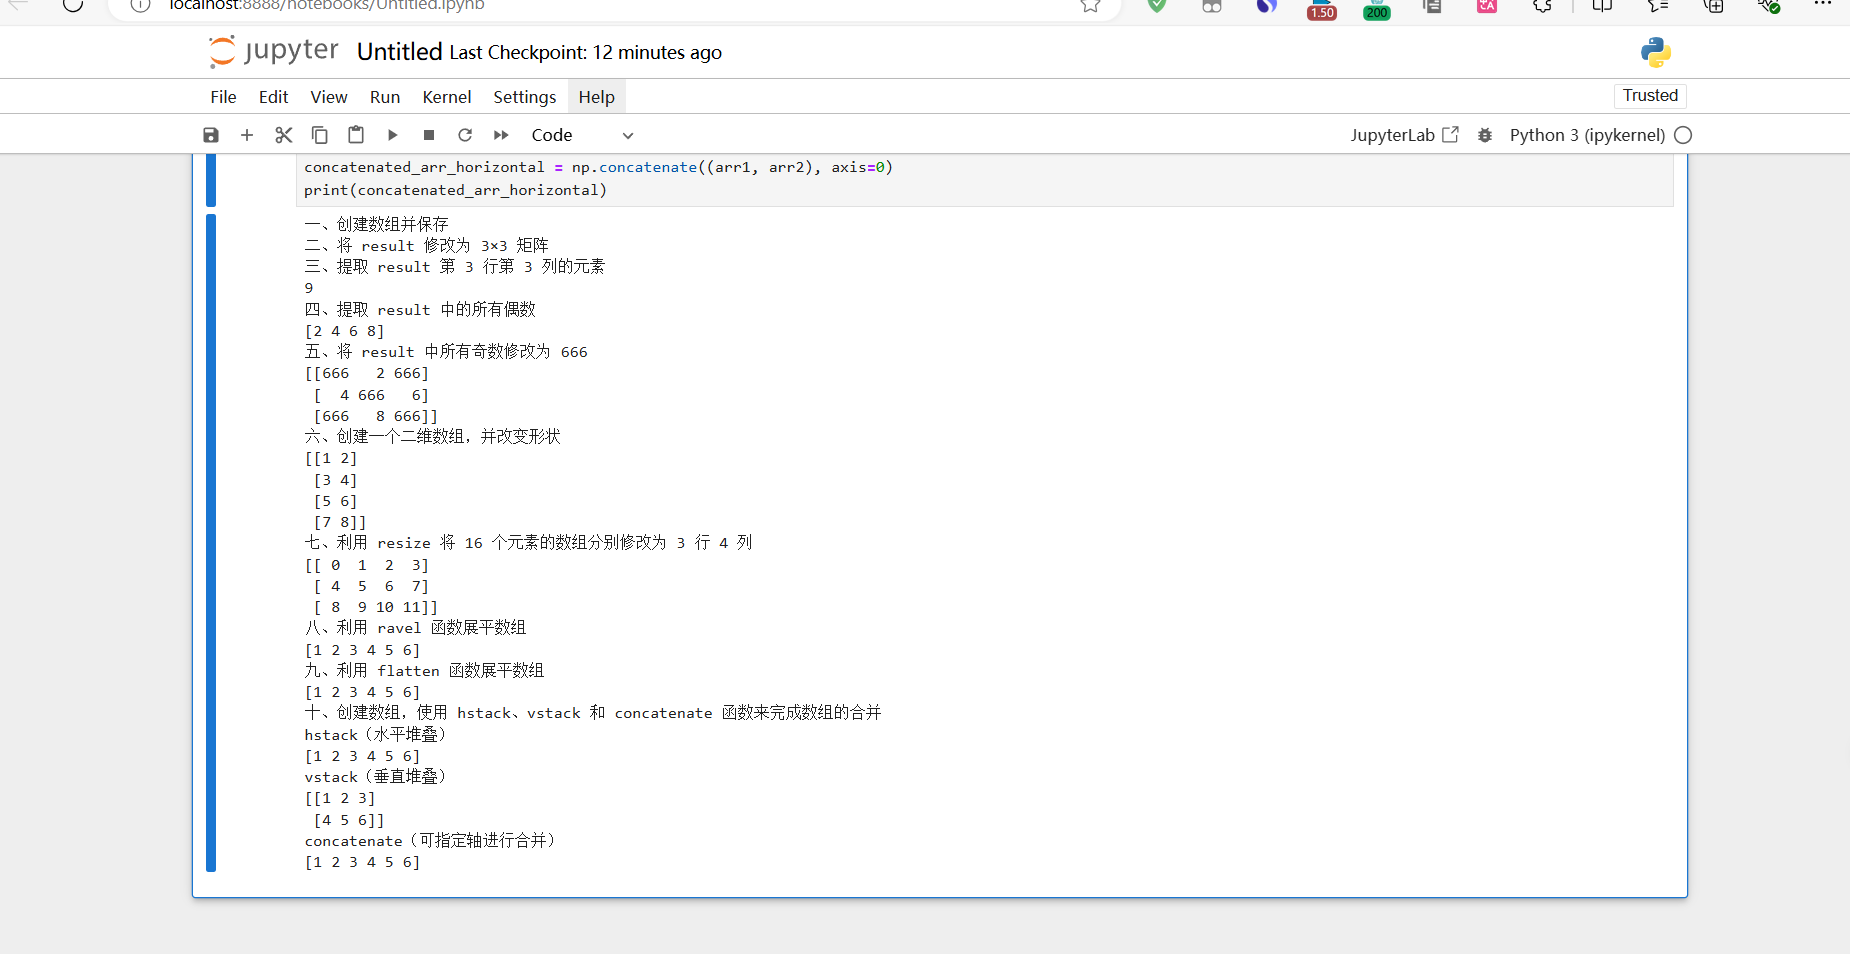 localhost:8888/notebooks/Untitled.ipynb
1.50
200
jupyter Untitled Last Checkpoint: 12 minutes ago
File Edit View Run Kernel Settings Help
Trusted
Code
JupyterLab
Python 3 (ipykernel)
concatenated_arr_horizontal = np.concatenate((arr1, arr2), axis=0)
print(concatenated_arr_horizontal)
一、创建数组并保存
二、将 result 修改为 3×3 矩阵
三、提取 result 第 3 行第 3 列的元素
9
四、提取 result 中的所有偶数
[2 4 6 8]
五、将 result 中所有奇数修改为 666
[[666   2 666]
 [  4 666   6]
 [666   8 666]]
六、创建一个二维数组，并改变形状
[[1 2]
 [3 4]
 [5 6]
 [7 8]]
七、利用 resize 将 16 个元素的数组分别修改为 3 行 4 列
[[ 0  1  2  3]
 [ 4  5  6  7]
 [ 8  9 10 11]]
八、利用 ravel 函数展平数组
[1 2 3 4 5 6]
九、利用 flatten 函数展平数组
[1 2 3 4 5 6]
十、创建数组，使用 hstack、vstack 和 concatenate 函数来完成数组的合并
hstack（水平堆叠）
[1 2 3 4 5 6]
vstack（垂直堆叠）
[[1 2 3]
 [4 5 6]]
concatenate（可指定轴进行合并）
[1 2 3 4 5 6]